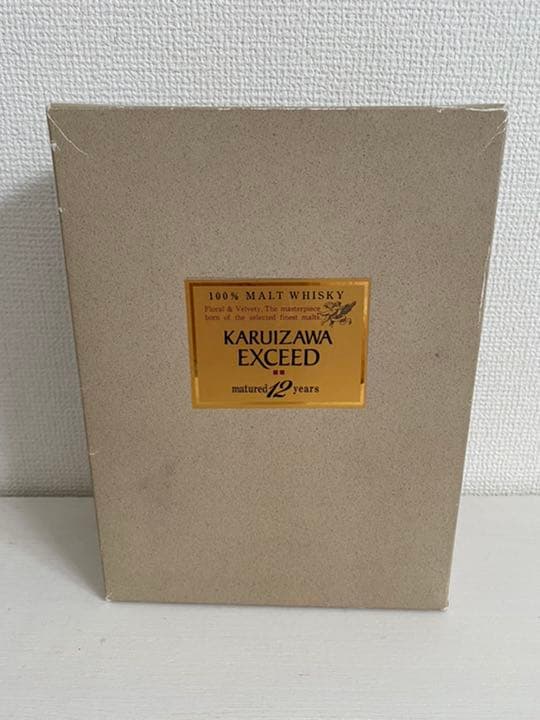 100% MALT WHISKY
Floral & Velvety, The masterpiece
born of the selected finest malts.
KARUIZAWA
EXCEED
matured 12 years